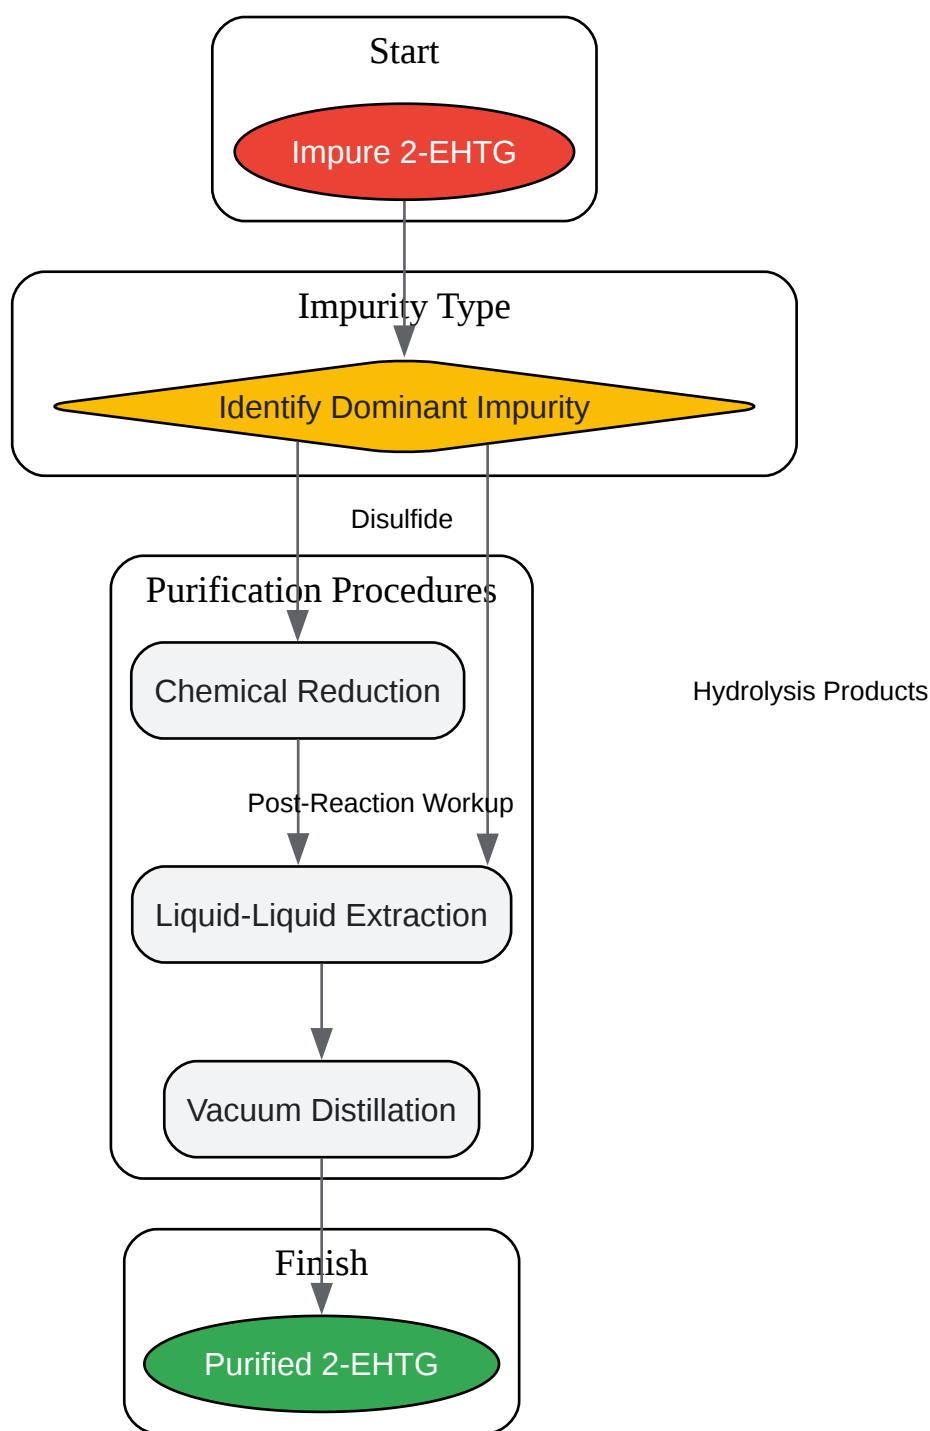 Start
Impure 2-EHTG
Impurity Type
Identify Dominant Impurity
Disulfide
Purification Procedures
Chemical Reduction
Hydrolysis Products
Post-Reaction Workup
Liquid-Liquid Extraction
Vacuum Distillation
Finish
Purified 2-EHTG